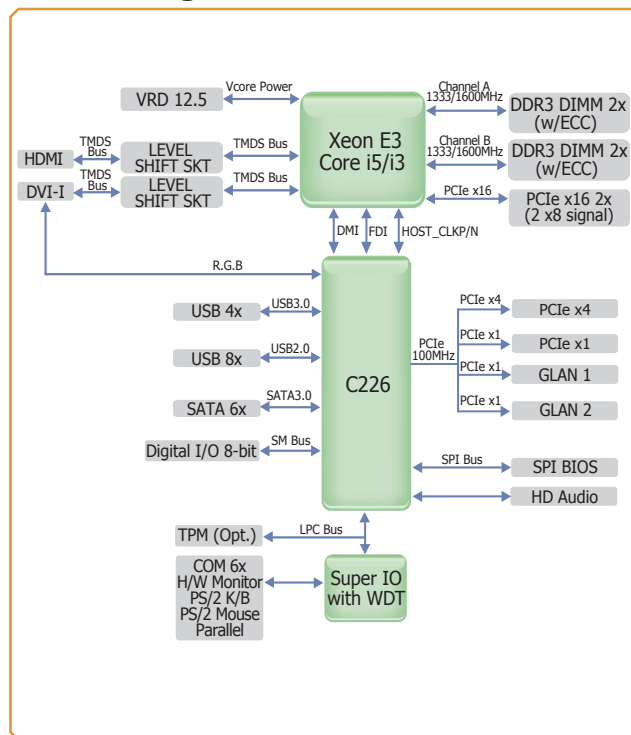 VRD 12.5
Vcore Power
Xeon E3
Core i5/i3
Channel A
1333/1600MHz
DDR3 DIMM 2x
(w/ECC)
Channel B
1333/1600MHz
DDR3 DIMM 2x
(w/ECC)
HDMI
TMDS
Bus
LEVEL
SHIFT SKT
TMDS Bus
DVI-I
TMDS
Bus
LEVEL
SHIFT SKT
TMDS Bus
PCIe x16
PCIe x16 2x
(2 x8 signal)
DMI
FDI
HOST_CLKP/N
R.G.B
USB 4x
USB3.0
USB 8x
USB2.0
SATA 6x
SATA3.0
Digital I/O 8-bit
SM Bus
C226
PCIe
100MHz
PCIe x4
PCIe x4
PCIe x1
PCIe x1
PCIe x1
GLAN 1
PCIe x1
GLAN 2
SPI Bus
SPI BIOS
HD Audio
TPM (Opt.)
LPC Bus
COM 6x
H/W Monitor
PS/2 K/B
PS/2 Mouse
Parallel
Super IO
with WDT